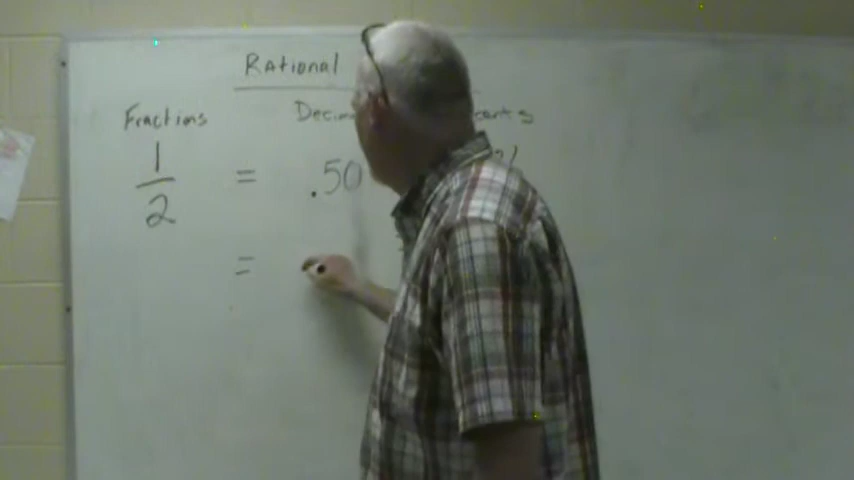 Rational
Fractions
1
2
= .50
=